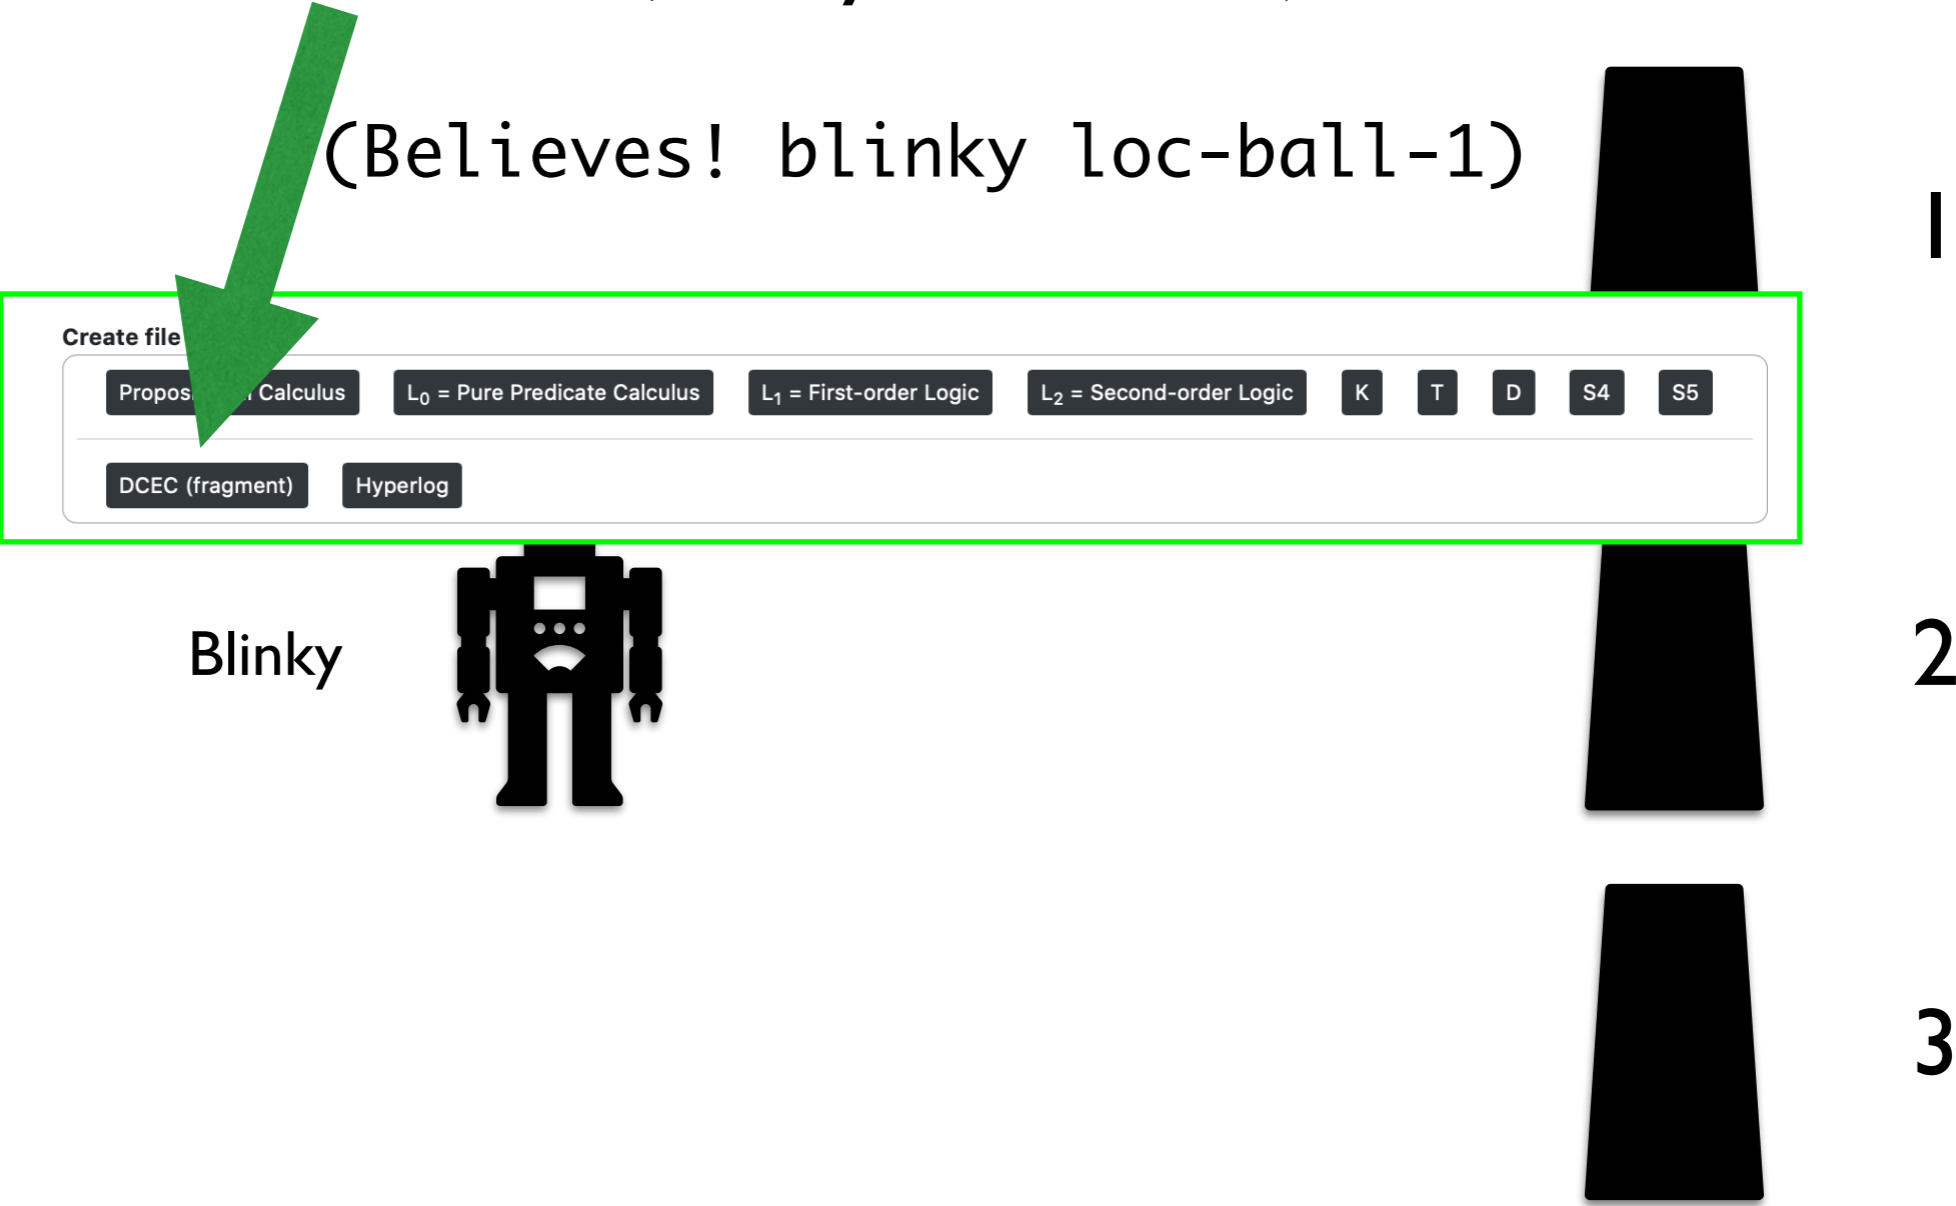 (Believes! blinky loc-ball-1)
1
Create file
Calculus L₀ = Pure Predicate Calculus L₁ = First-order Logic L₂ = Second-order Logic K T D S4 S5
DCEC (fragment) Hyperlog
Blinky
2
3